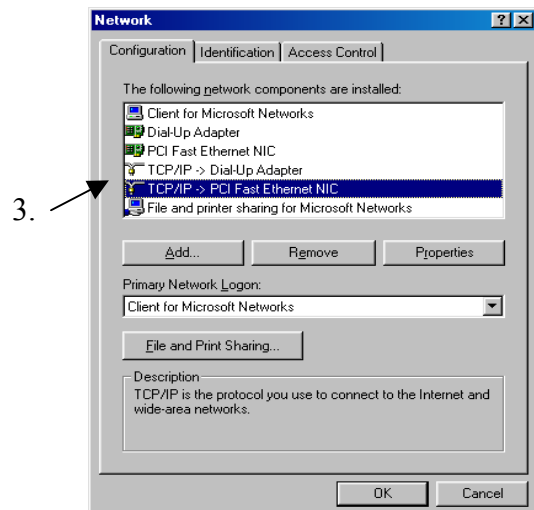 Network
Configuration Identification Access Control
The following network components are installed:
Client for Microsoft Networks
Dial-Up Adapter
PCI Fast Ethernet NIC
TCP/IP -> Dial-Up Adapter
TCP/IP -> PCI Fast Ethernet NIC
File and printer sharing for Microsoft Networks
3.
Add... Remove Properties
Primary Network Logon:
Client for Microsoft Networks
File and Print Sharing...
Description
TCP/IP is the protocol you use to connect to the Internet and
wide-area networks.
OK Cancel